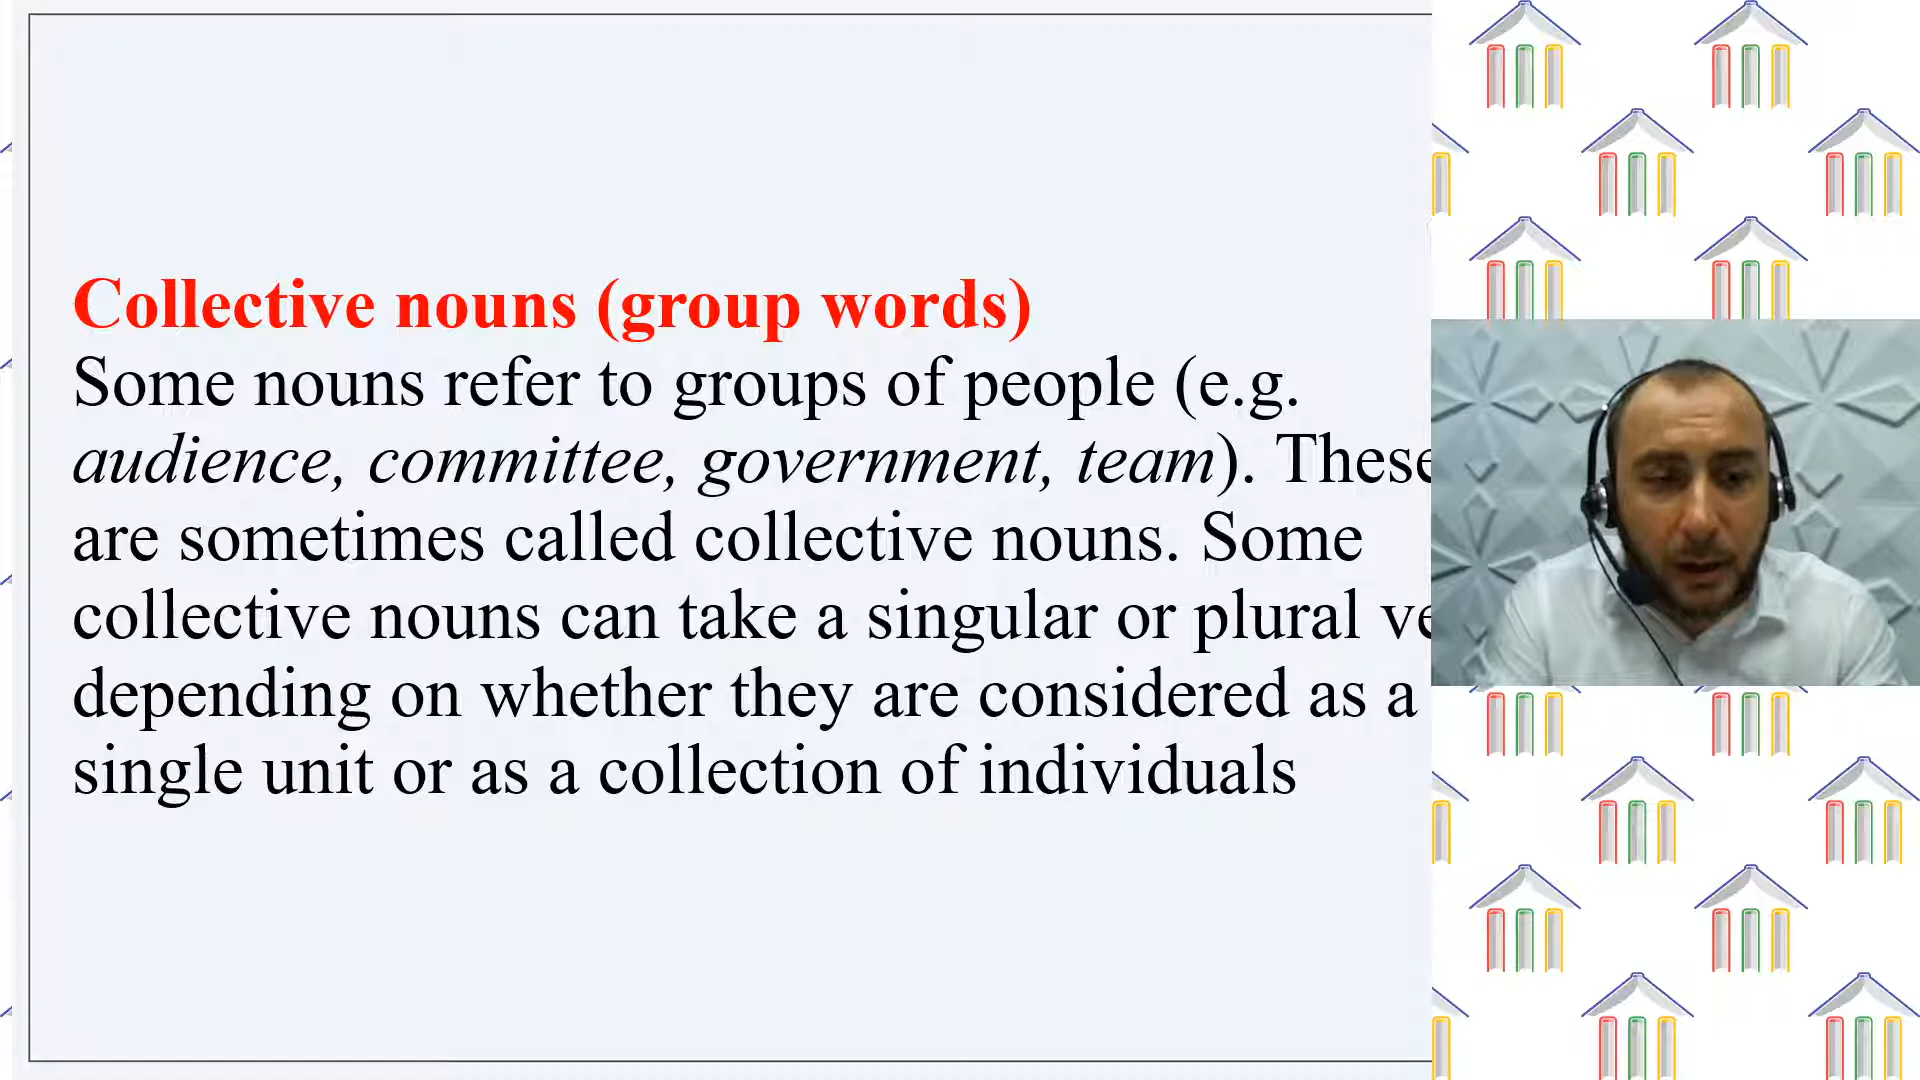 Collective nouns (group words)
Some nouns refer to groups of people (e.g.
audience, committee, government, team). These
are sometimes called collective nouns. Some
collective nouns can take a singular or plural
depending on whether they are considered as a
single unit or as a collection of individuals